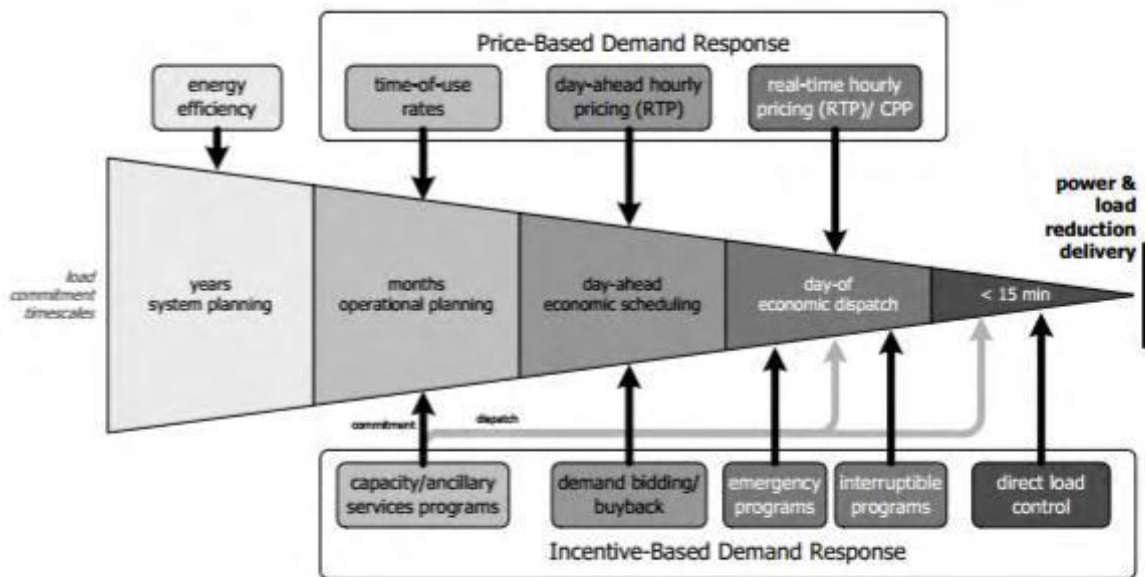 Price-Based Demand Response
energy
efficiency
time-of-use
rates
day-ahead hourly
pricing (RTP)
real-time hourly
pricing (RTP)/ CPP
power &
load
reduction
delivery
load
commitment
timescales
years
system planning
months
operational planning
day-ahead
economic scheduling
day-of
economic dispatch
< 15 min
commitment
dispatch
capacity/ancillary
services programs
demand bidding/
buyback
emergency
programs
interruptible
programs
direct load
control
Incentive-Based Demand Response